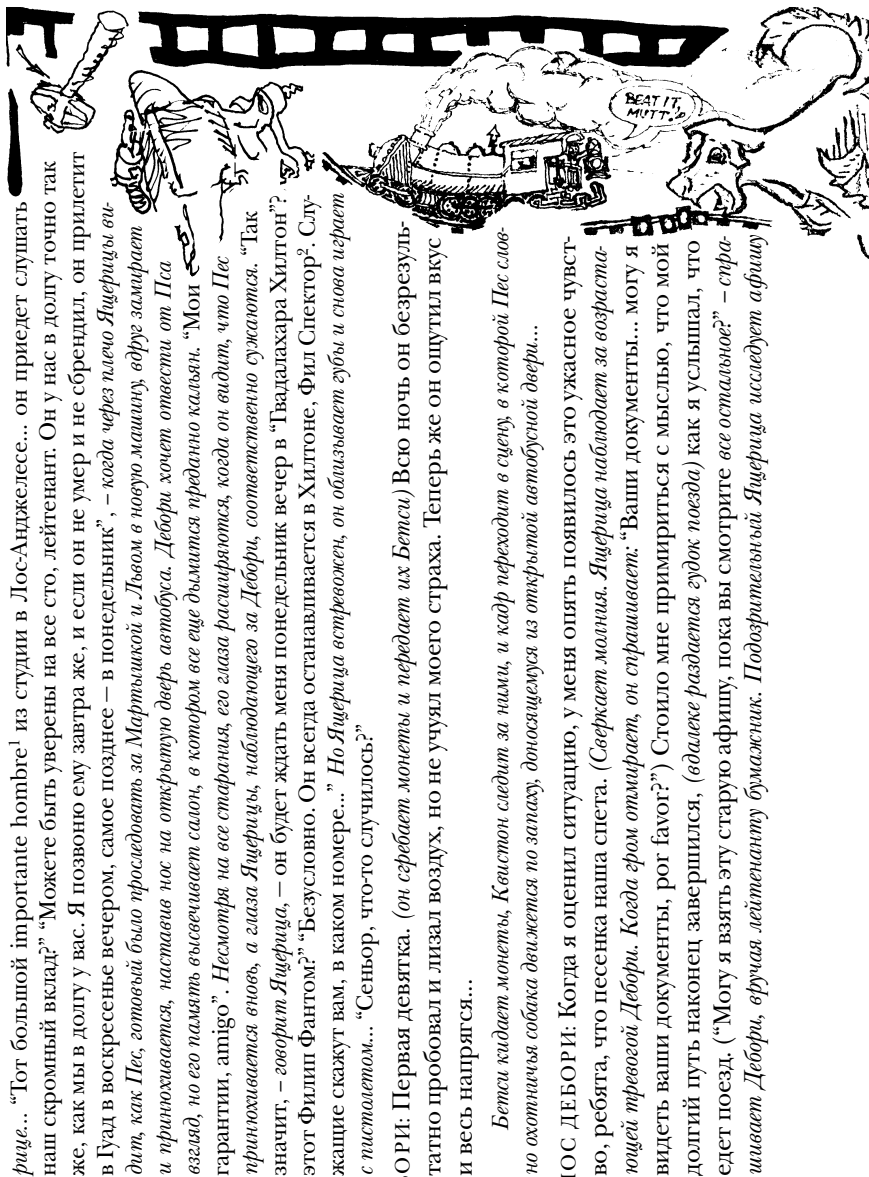 рице... “Тот большой importante hombre¹ из студии в Лос-Анджелесе... он приедет слушать
наш скромный вклад?” “Можете быть уверены на все сто, лейтенант. Он у нас в долгу точно так
же, как мы в долгу у вас. Я позвоню ему завтра же, и если он не умер и не сбрендил, он прилетит
в Гуад в воскресенье вечером, самое позднее – в понедельник”, – когда через плечо Ящерицы ви-
дит, как Пес, готовый было проследовать за Мартышкой и Львом в новую машину, вдруг замирает
и принюхивается, наставив нос на открытую дверь автобуса. Дебори хочет отвести от Пса
взгляд, но его память высвечивает салон, в котором все еще дымится преданно кальян. “Мои
гарантии, amigo”. Несмотря на все старания, его глаза расширяются, когда он видит, что Пес
принюхивается вновь, а глаза Ящерицы, наблюдающего за Дебори, соответственно сужаются. “Так
значит, – говорит Ящерица, – он будет ждать меня понедельник вечер в “Гвадалахара Хилтон”?
этот Филип Фантом?” “Безусловно. Он всегда останавливается в Хилтоне, Фил Спектор². Слу-
жащие скажут вам, в каком номере...” Но Ящерица встревожен, он облизывает губы и снова играет
с пистолетом... “Сеньор, что-то случилось?”
ОРИ: Первая девятка. (он сгребает монеты и передает их Бетси) Всю ночь он безрезуль-
татно пробовал и лизал воздух, но не учуял моего страха. Теперь же он ощутил вкус
и весь напрягся...
Бетси кидает монеты, Квистон следит за ними, и кадр переходит в сцену, в которой Пес слов-
но охотничья собака движется по запаху, доносящемуся из открытой автобусной двери...
ОС ДЕБОРИ: Когда я оценил ситуацию, у меня опять появилось это ужасное чувст-
во, ребята, что песенка наша спета. (Сверкает молния. Ящерица наблюдает за возраста-
ющей тревогой Дебори. Когда гром отмирает, он спрашивает: “Ваши документы... могу я
видеть ваши документы, por favor?”) Стоило мне примириться с мыслью, что мой
долгий путь наконец завершился, (вдалеке раздается гудок поезда) как я услышал, что
едет поезд. (“Могу я взять эту старую афишу, пока вы смотрите все остальное?” – спра-
шивает Дебори, вручая лейтенанту бумажник. Подозрительный Ящерица исследует афишу
BEAT IT,
MUTT.